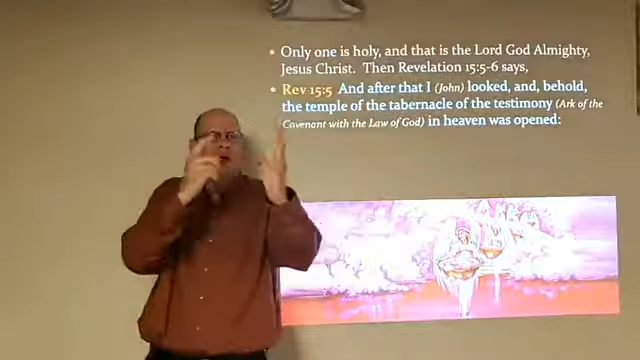 • Only one is holy, and that is the Lord God Almighty,
Jesus Christ. Then Revelation 15:5-6 says,
• Rev 15:5 And after that I (John) looked, and, behold,
the temple of the tabernacle of the testimony (Ark of the
Covenant with the Law of God) in heaven was opened: